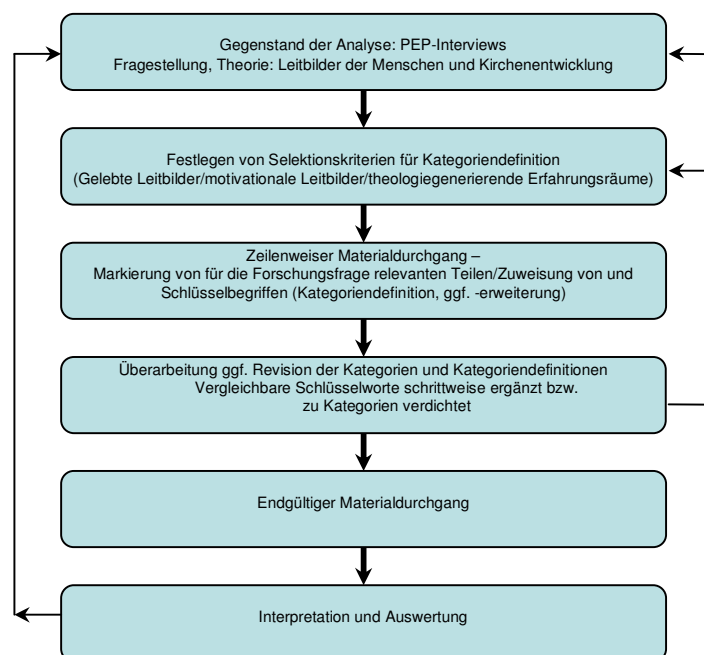 Gegenstand der Analyse: PEP-Interviews
Fragestellung, Theorie: Leitbilder der Menschen und Kirchenentwicklung
Festlegen von Selektionskriterien für Kategoriendefinition
(Gelebte Leitbilder/motivationale Leitbilder/theologiegenerierende Erfahrungsräume)
Zeilenweiser Materialdurchgang –
Markierung von für die Forschungsfrage relevanten Teilen/Zuweisung von und
Schlüsselbegriffen (Kategoriendefinition, ggf. -erweiterung)
Überarbeitung ggf. Revision der Kategorien und Kategoriendefinitionen
Vergleichbare Schlüsselworte schrittweise ergänzt bzw.
zu Kategorien verdichtet
Endgültiger Materialdurchgang
Interpretation und Auswertung